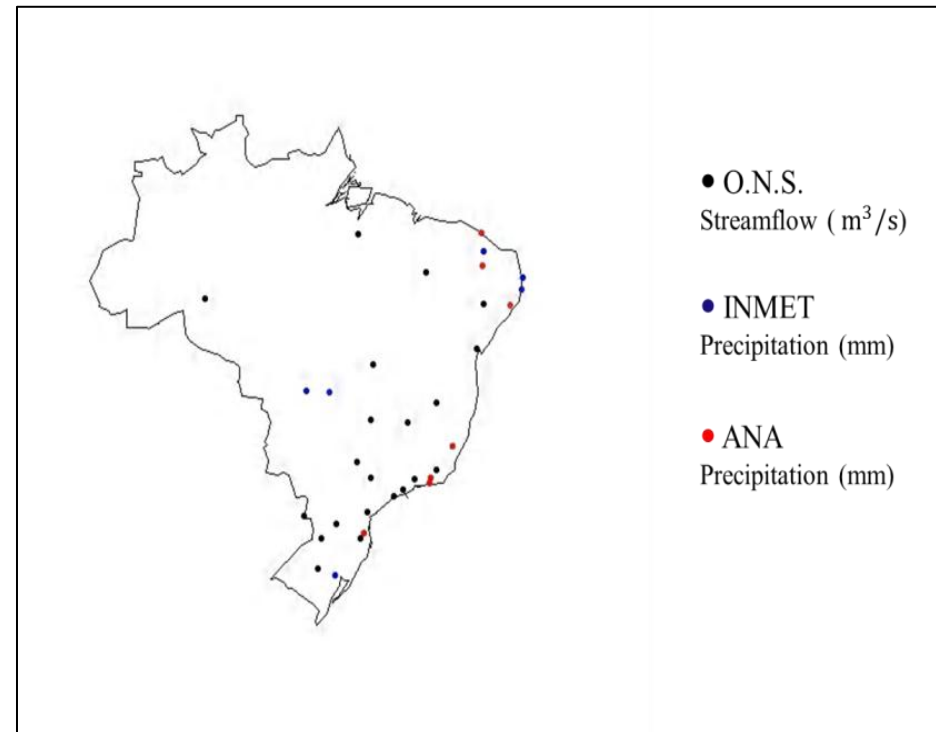 O.N.S.
Streamflow ( m³/s)
INMET
Precipitation (mm)
ANA
Precipitation (mm)